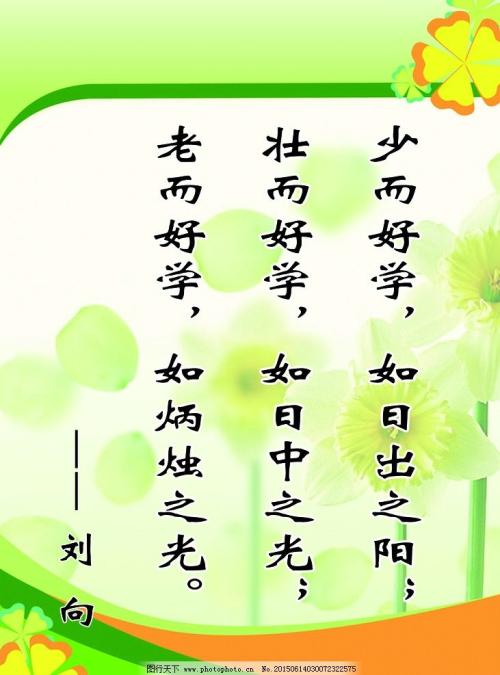 少而好学，如日出之阳；
壮而好学，如日中之光；
老而好学，如炳烛之光。
——刘向
图行天下 www.photophoto.cn No.20150614030072322575